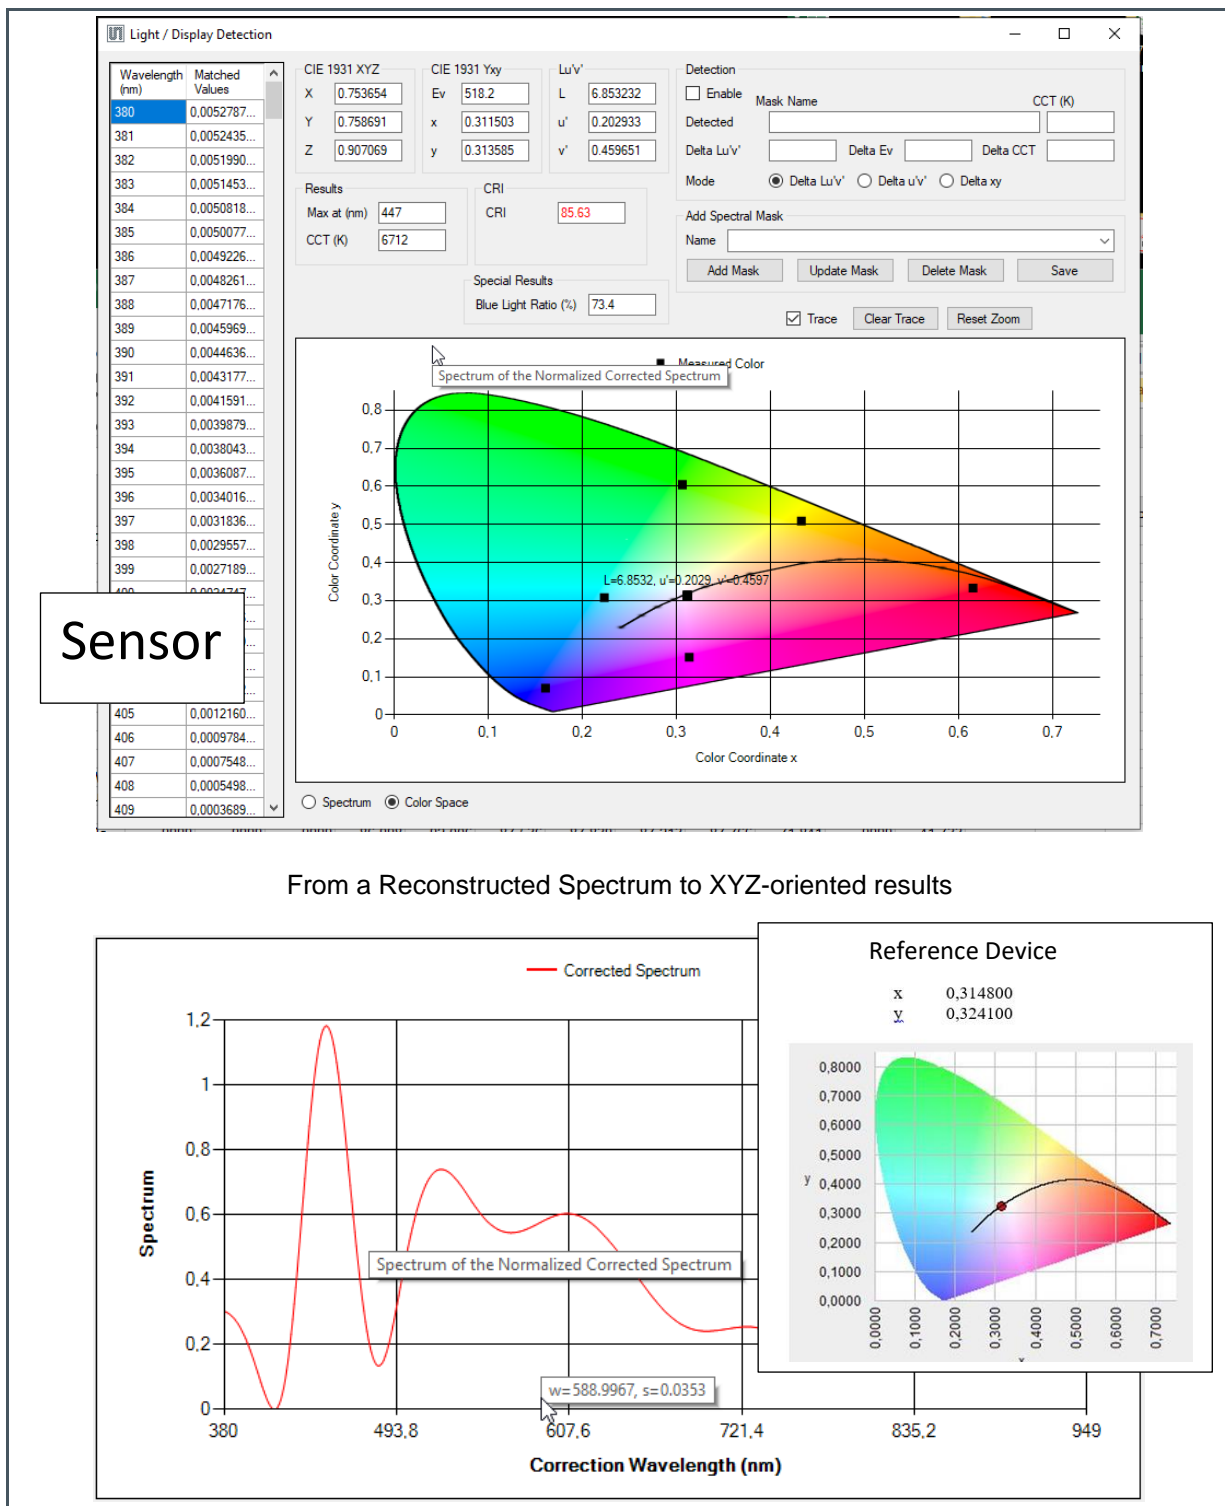 Light / Display Detection
Wavelength (nm) Matched Values
380 0,0052787...
381 0,0052435...
382 0,0051990...
383 0,0051453...
384 0,0050818...
385 0,0050077...
386 0,0049226...
387 0,0048261...
388 0,0047176...
389 0,0045969...
390 0,0044636...
391 0,0043177...
392 0,0041591...
393 0,0039879...
394 0,0038043...
395 0,0036087...
396 0,0034016...
397 0,0031836...
398 0,0029557...
399 0,0027189...
Sensor
405 0,0012160...
406 0,0009784...
407 0,0007548...
408 0,0005498...
409 0,0003689...
CIE 1931 XYZ
X 0.753654
Y 0.758691
Z 0.907069
CIE 1931 Yxy
Ev 518.2
x 0.311503
y 0.313585
Lu'v'
L 6.853232
u' 0.202933
v' 0.459651
Results
Max at (nm) 447
CCT (K) 6712
CRI
CRI 85.63
Special Results
Blue Light Ratio (%) 73.4
Detection
Enable
Mask Name CCT (K)
Detected
Delta Lu'v' Delta Ev Delta CCT
Mode Delta Lu'v' Delta u'v' Delta xy
Add Spectral Mask
Name
Add Mask Update Mask Delete Mask Save
Trace Clear Trace Reset Zoom
Measured Color
Spectrum of the Normalized Corrected Spectrum
Color Coordinate y
0,8
0,7
0,6
0,5
0,4
0,3
0,2
0,1
0
L=6.8532, u'=0.2029, v'=0.4597
0 0,1 0,2 0,3 0,4 0,5 0,6 0,7
Color Coordinate x
Spectrum Color Space
From a Reconstructed Spectrum to XYZ-oriented results
Corrected Spectrum
Spectrum
1,2
1
0,8
0,6
0,4
0,2
0
Spectrum of the Normalized Corrected Spectrum
w=588.9967, s=0.0353
380 493,8 607,6 721,4 835,2 949
Correction Wavelength (nm)
Reference Device
x 0,314800
y 0,324100
y
0,8000
0,7000
0,6000
0,5000
0,4000
0,3000
0,2000
0,1000
0,0000
0,0000 0,1000 0,2000 0,3000 0,4000 0,5000 0,6000 0,7000